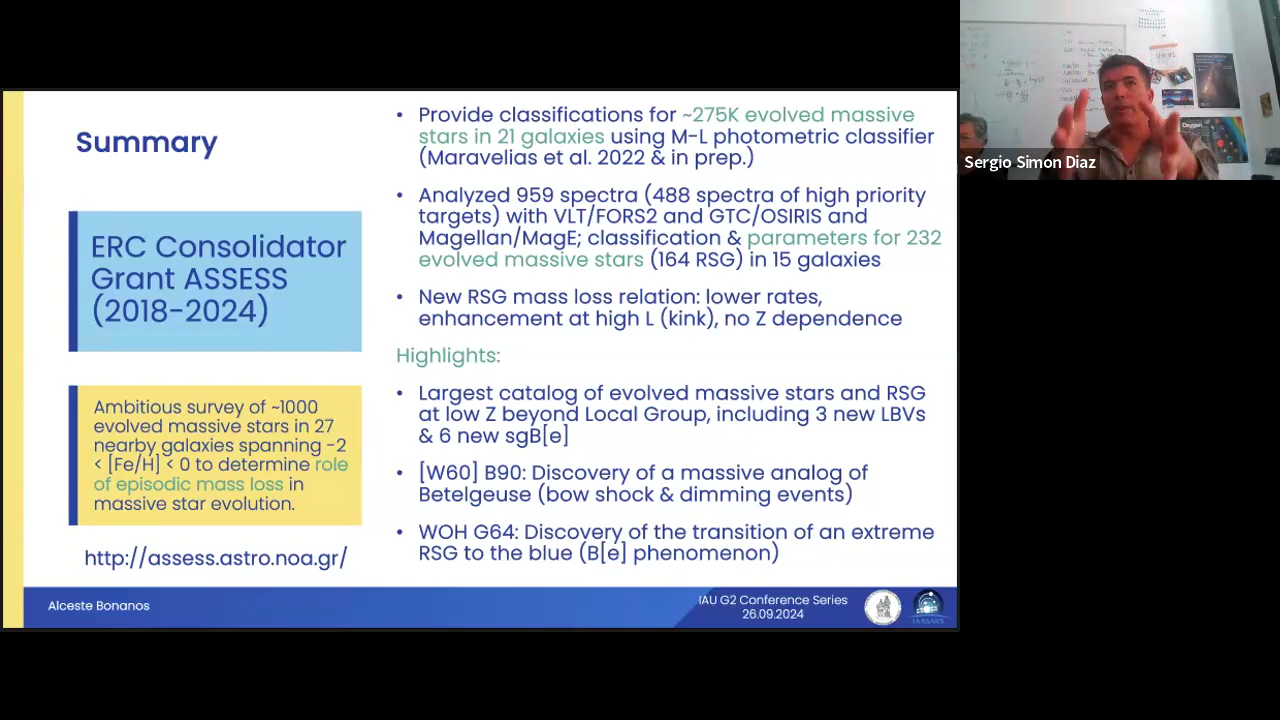 Summary
ERC Consolidator
Grant ASSESS
(2018-2024)
Ambitious survey of ~1000
evolved massive stars in 27
nearby galaxies spanning -2
< [Fe/H] < 0 to determine role
of episodic mass loss in
massive star evolution.
http://assess.astro.noa.gr/
• Provide classifications for ~275K evolved massive
stars in 21 galaxies using M-L photometric classifier
(Maravelias et al. 2022 & in prep.)
• Analyzed 959 spectra (488 spectra of high priority
targets) with VLT/FORS2 and GTC/OSIRIS and
Magellan/MagE; classification & parameters for 232
evolved massive stars (164 RSG) in 15 galaxies
• New RSG mass loss relation: lower rates,
enhancement at high L (kink), no Z dependence
Highlights:
• Largest catalog of evolved massive stars and RSG
at low Z beyond Local Group, including 3 new LBVs
& 6 new sgB[e]
• [W60] B90: Discovery of a massive analog of
Betelgeuse (bow shock & dimming events)
• WOH G64: Discovery of the transition of an extreme
RSG to the blue (B[e] phenomenon)
Alceste Bonanos
IAU G2 Conference Series
26.09.2024
IAASARS
Sergio Simon Diaz
Oxygen